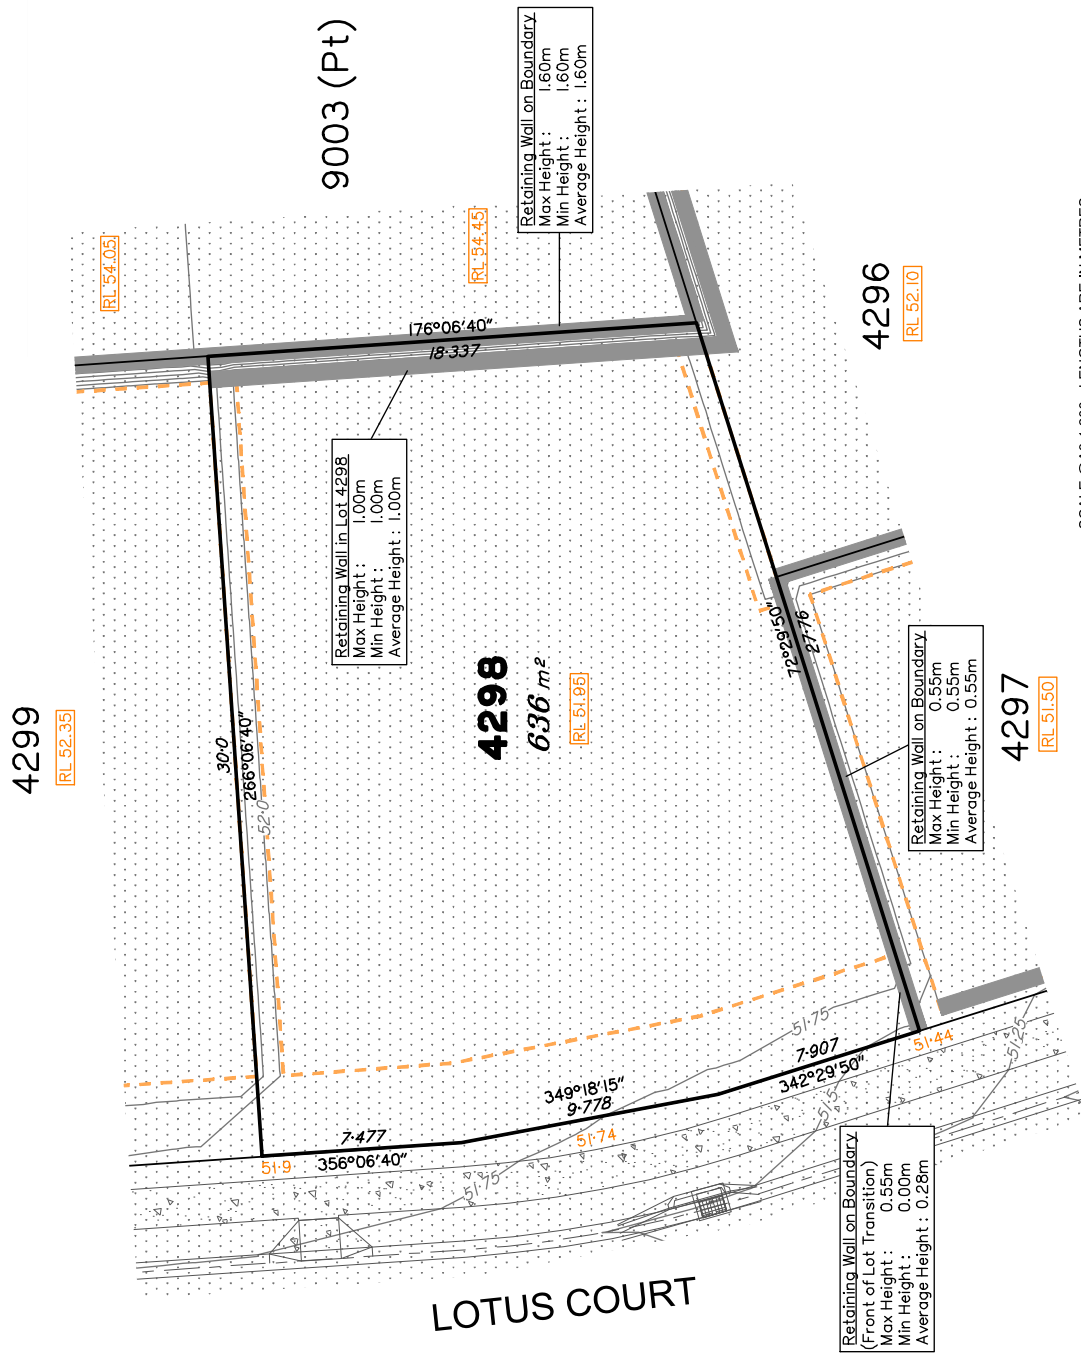 9003 (Pt)
Retaining Wall on Boundary
Max Height : 1.60m
Min Height : 1.60m
Average Height : 1.60m
RL 54.05
RL 54.45
176°06'40"
18·337
4296
RL 52.10
Retaining Wall in Lot 4298
Max Height : 1.00m
Min Height : 1.00m
Average Height : 1.00m
4299
RL 52.35
30·0
266°06'40"
52·0
4298
636 m²
RL 51.95
72°29'50"
27·76
Retaining Wall on Boundary
Max Height : 0.55m
Min Height : 0.55m
Average Height : 0.55m
4297
RL 51.50
51·75
7·907
342°29'50"
51·44
51·25
51·5
349°18'15"
9·778
51·74
7·477
356°06'40"
51·9
51·75
Retaining Wall on Boundary
(Front of Lot Transition)
Max Height : 0.55m
Min Height : 0.00m
Average Height : 0.28m
LOTUS COURT